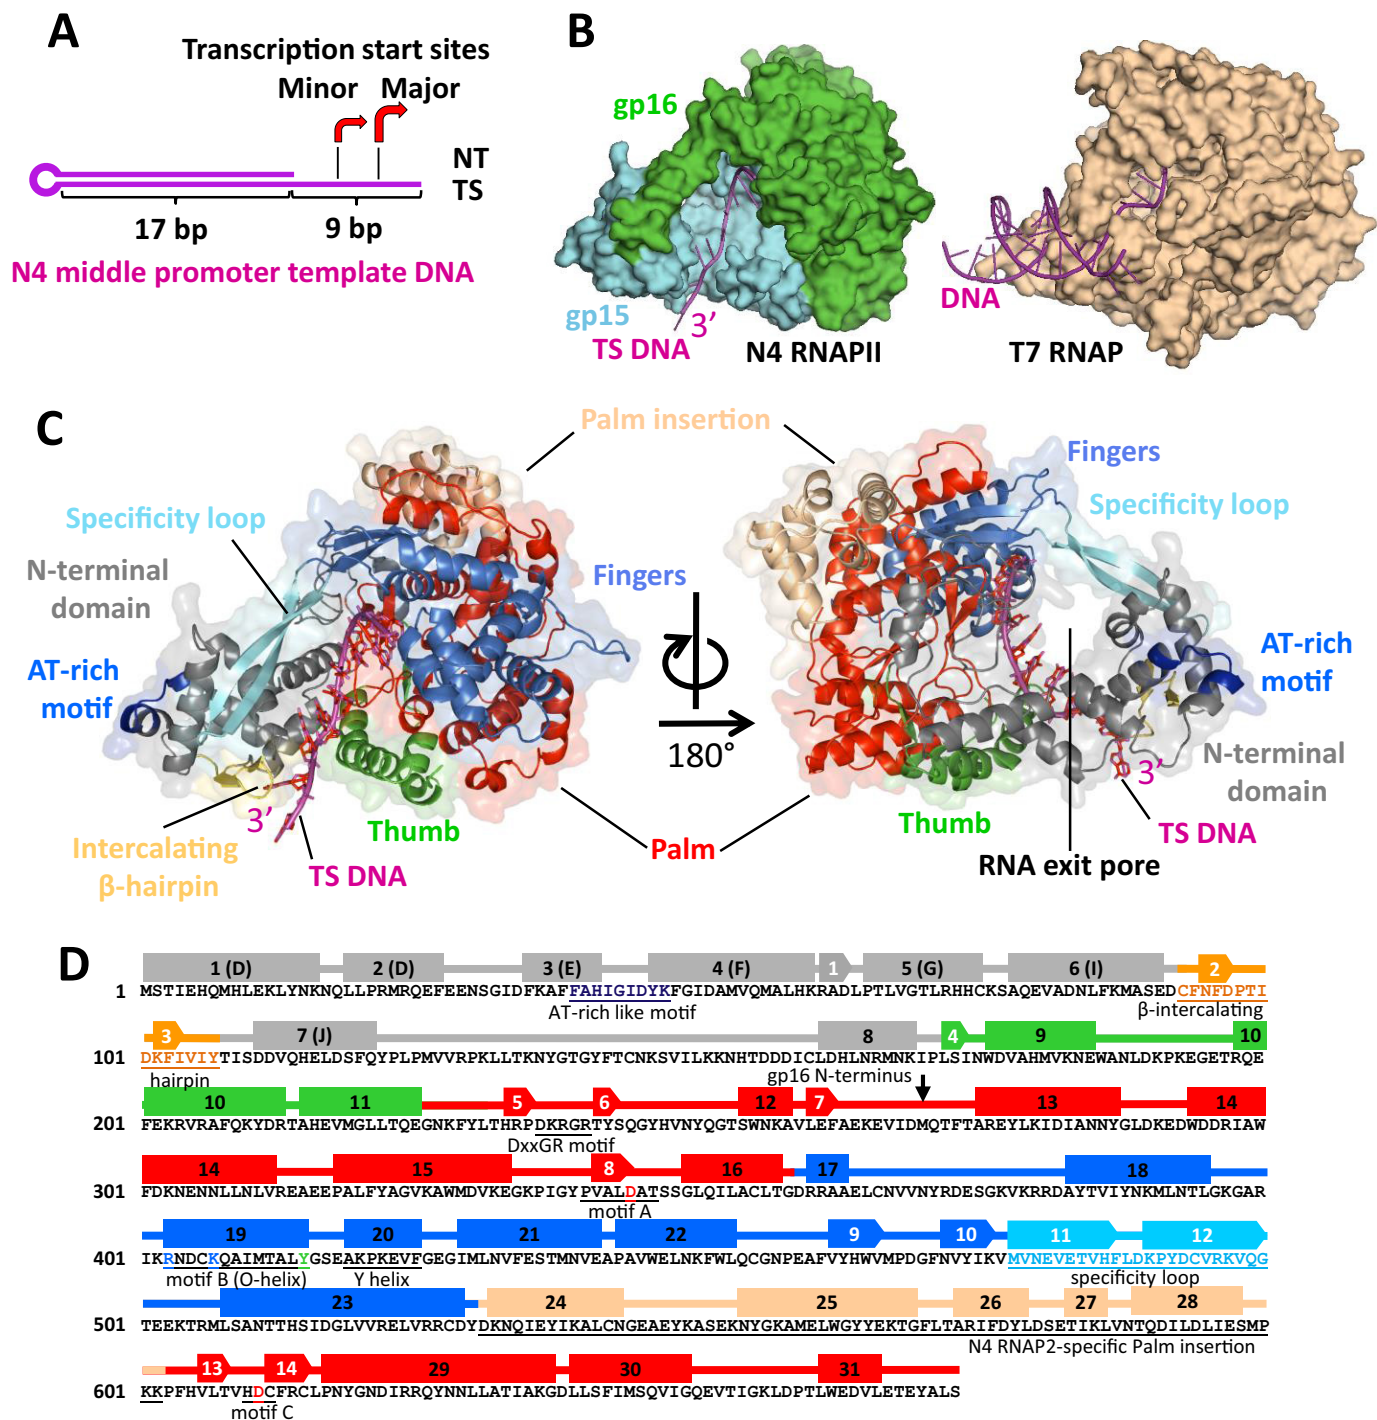 A
Transcription start sites
Minor Major
NT
TS
17 bp 9 bp
N4 middle promoter template DNA
B
gp16
gp15
TS DNA
3’
N4 RNAPII
DNA
T7 RNAP
C
Palm insertion
Specificity loop
N-terminal
domain
AT-rich
motif
Fingers
3’
Intercalating
β-hairpin
TS DNA
Thumb
Palm
180°
Fingers
Specificity loop
AT-rich
motif
N-terminal
domain
3’
TS DNA
Thumb
RNA exit pore
D
1 (D) 2 (D) 3 (E) 4 (F) 1 5 (G) 6 (I) 2
1 MSTIEHQMHLEKLYNKNQLLPRMRQEFEENSGIDFKAFFAHIGIDYKFGIDAMVQMALHKRADLPTLVGTLRHHCKSAQEVADNLFKMASEDCFNFDPTI
AT-rich like motif β-intercalating
3 7 (J) 8 4 9 10
101 DKFIVIYTISDDVQHELDSFQYPLPMVVRPKLLTKNYGTGYFTCNKSVILKKNHTDDDICLDHLNRMNKIPLSINWDVAHMVKNEWANLDKPKEGETRQE
hairpin gp16 N-terminus
10 11 5 6 12 7 13 14
201 FEKRVRAFQKYDRTAHEVMGLLTQEGNKFYLTHRPDKRGRTYSQGYHVNYQGTSWNKAVLEFAEKEVIDMQTFTAREYLKIDIANNYGLDKEDWDDRIAW
DxxGR motif
14 15 8 16 17 18
301 FDKNENNLLNLVREAEEPALFYAGVKAWMDVKEGKPIGYPVALDATSSGLQILACLTGDRRAAELCNVVNYRDESGKVKRRDAYTVIYNKMLNTLGKGAR
motif A
19 20 21 22 9 10 11 12
401 IKRNDCKQAIMTALYGSEAKPKEVFGEGIMLNVFESTMNVEAPAVWELNKFWLQCGNPEAFVYHWVMPDGFNVYIKVMVNEVETVHFLDKPYDCVRKVQG
motif B (O-helix) Y helix specificity loop
23 24 25 26 27 28
501 TEEKTRMLSANTTHSIDGLVVRELVRRCDYDKNQIEYIKALCNGEAEYKASEKNYGKAMELWGYYEKTGFLTARIFDYLDSETIKLVNTQDILDLIESMP
N4 RNAP2-specific Palm insertion
13 14 29 30 31
601 KKPFHVLTVHDCFRCLPNYGNDIRRQYNNLLATIAKGDLLSFIMSQVIGQEVTIGKLDPTLWEDVLETEYALS
motif C